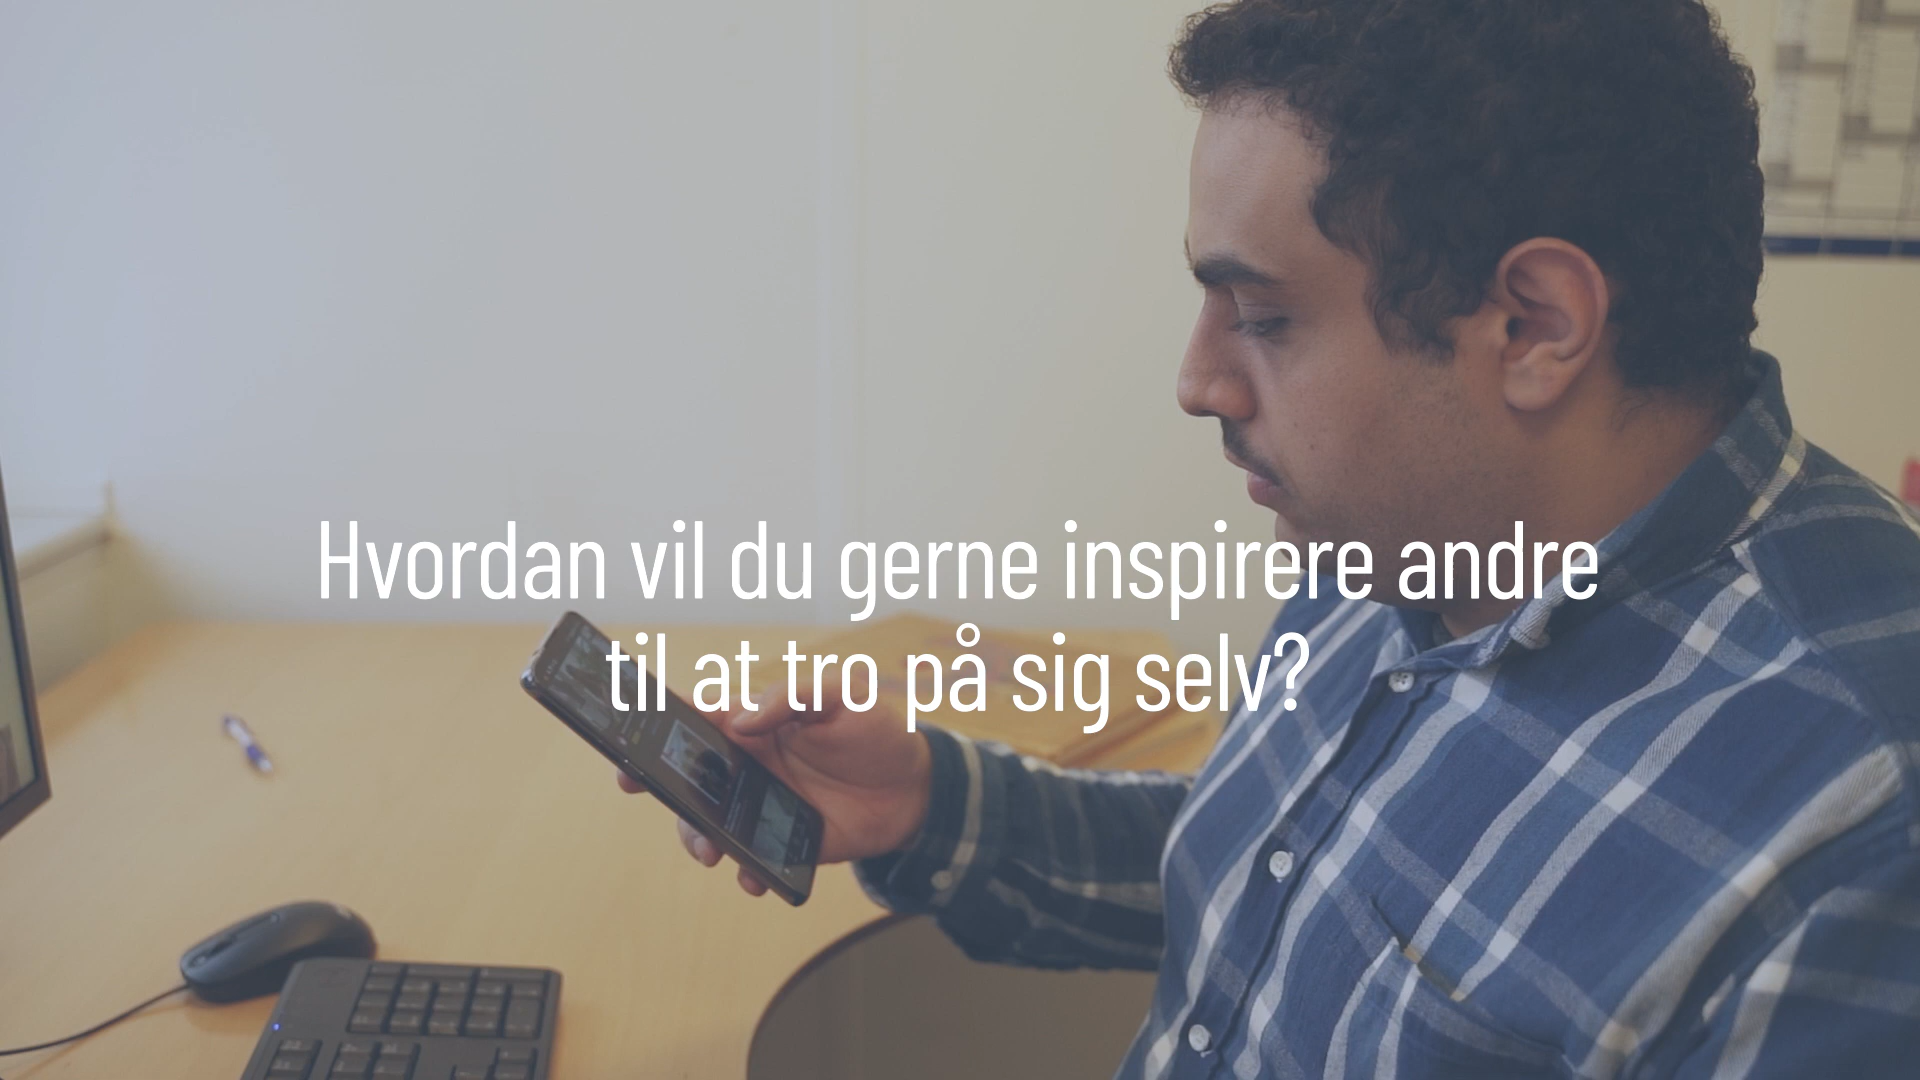 Hvordan vil du gerne inspirere andre
til at tro på sig selv?